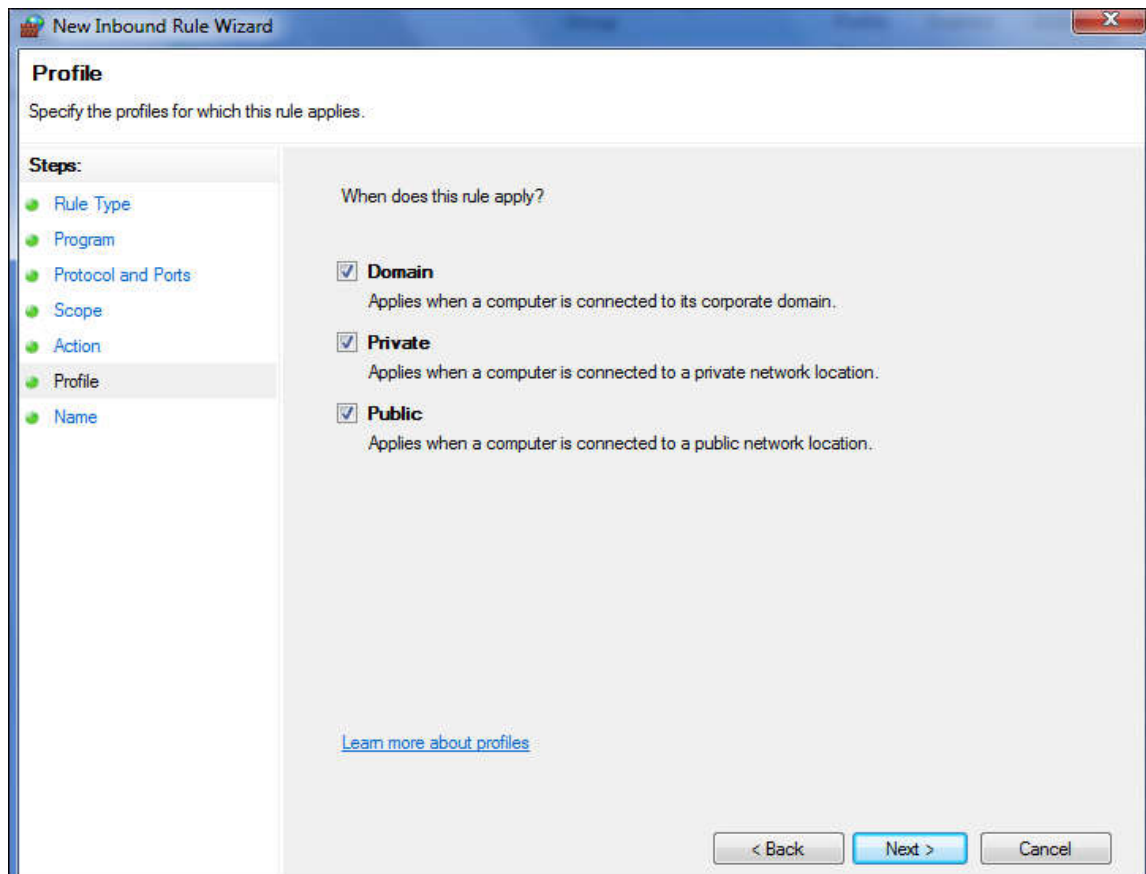 New Inbound Rule Wizard
Profile
Specify the profiles for which this rule applies.
Steps:
Rule Type
Program
Protocol and Ports
Scope
Action
Profile
Name
When does this rule apply?
Domain
Applies when a computer is connected to its corporate domain.
Private
Applies when a computer is connected to a private network location.
Public
Applies when a computer is connected to a public network location.
Learn more about profiles
< Back
Next >
Cancel